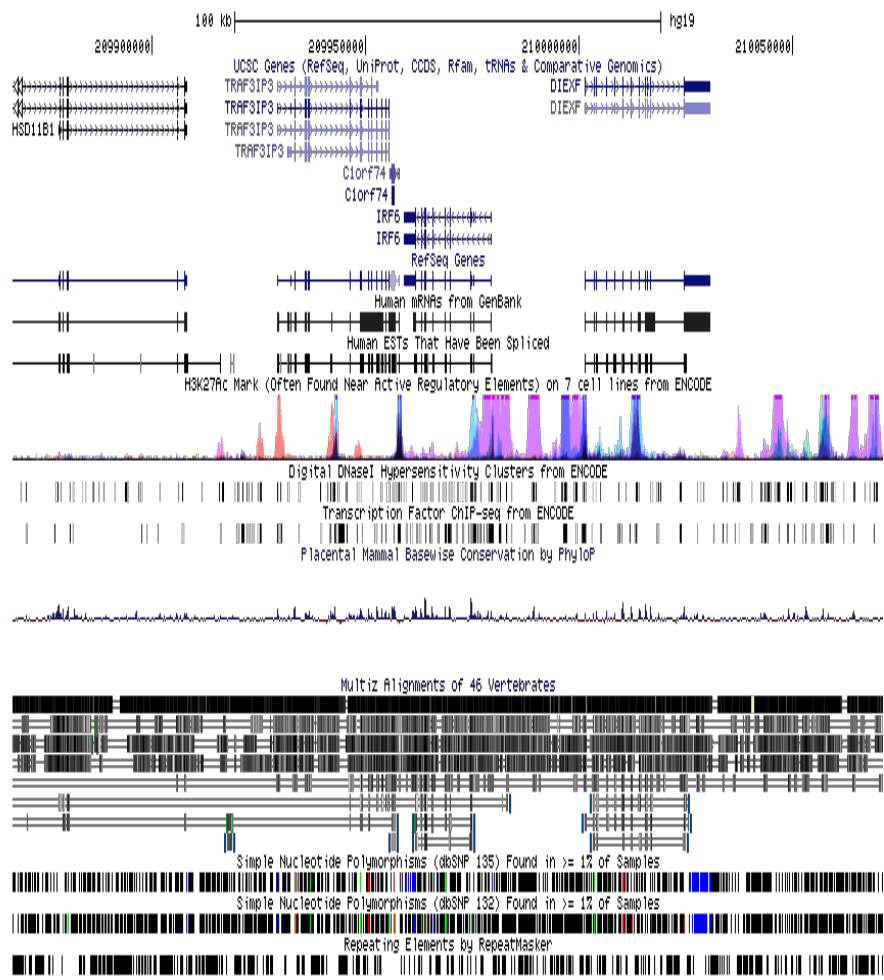 100 kb hg19
209900000 209950000 210000000 210050000
UCSC Genes (RefSeq, UniProt, CCDS, Rfam, tRNAs & Comparative Genomics)
TRAF3IP3 DIEXF
TRAF3IP3 DIEXF
HSD11B1 TRAF3IP3
TRAF3IP3
C1orf74
C1orf74
IRF6
IRF6
RefSeq Genes
Human mRNAs from GenBank
Human ESTs That Have Been Spliced
H3K27Ac Mark (Often Found Near Active Regulatory Elements) on 7 cell lines from ENCODE
Digital DNaseI Hypersensitivity Clusters from ENCODE
Transcription Factor ChIP-seq from ENCODE
Placental Mammal Basewise Conservation by PhyloP
Multiz Alignments of 46 Vertebrates
Simple Nucleotide Polymorphisms (dbSNP 135) Found in >= 1% of Samples
Simple Nucleotide Polymorphisms (dbSNP 132) Found in >= 1% of Samples
Repeating Elements by RepeatMasker